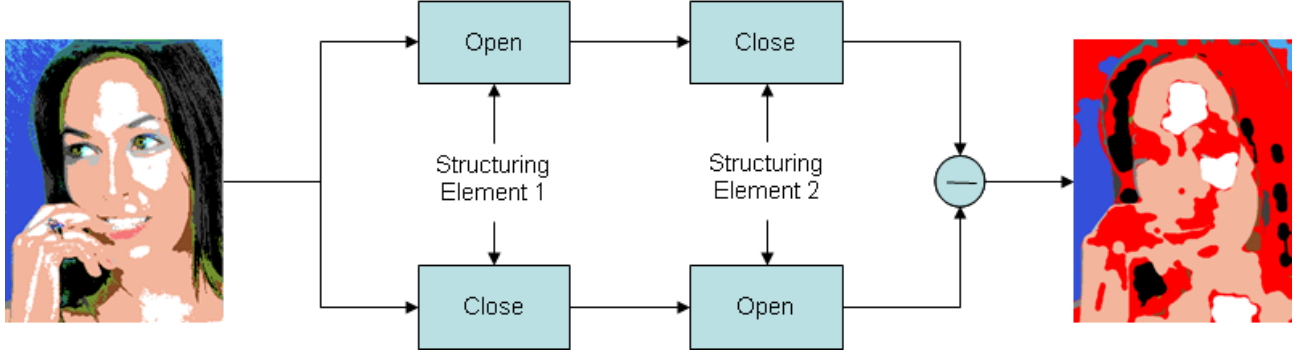 Open
Close
Structuring
Element 1
Structuring
Element 2
Close
Open